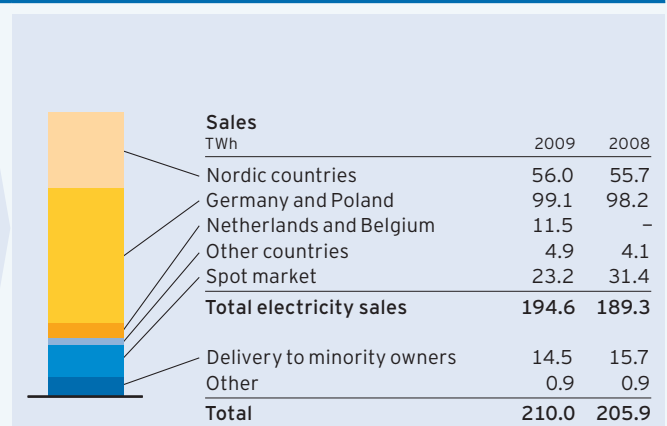 Sales
TWh 2009 2008
Nordic countries 56.0 55.7
Germany and Poland 99.1 98.2
Netherlands and Belgium 11.5 –
Other countries 4.9 4.1
Spot market 23.2 31.4
Total electricity sales 194.6 189.3
Delivery to minority owners 14.5 15.7
Other 0.9 0.9
Total 210.0 205.9